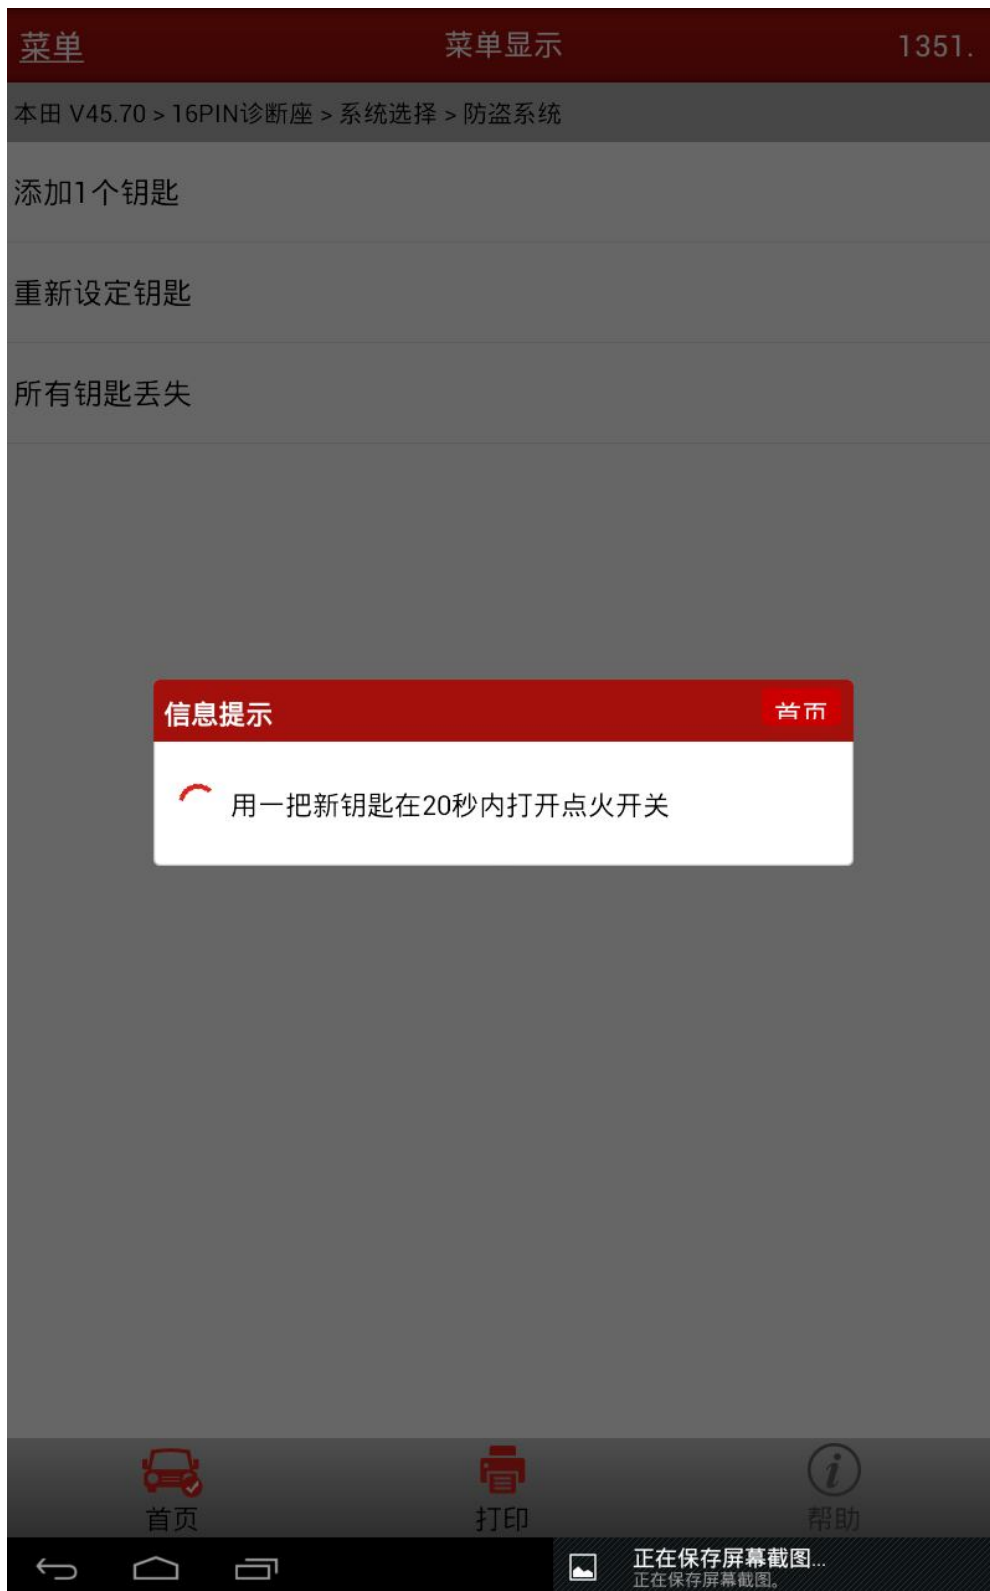 菜单
菜单显示
1351.
本田 V45.70 > 16PIN诊断座 > 系统选择 > 防盗系统
添加1个钥匙
重新设定钥匙
所有钥匙丢失
信息提示
首页
用一把新钥匙在20秒内打开点火开关
首页
打印
帮助
正在保存屏幕截图...
正在保存屏幕截图。